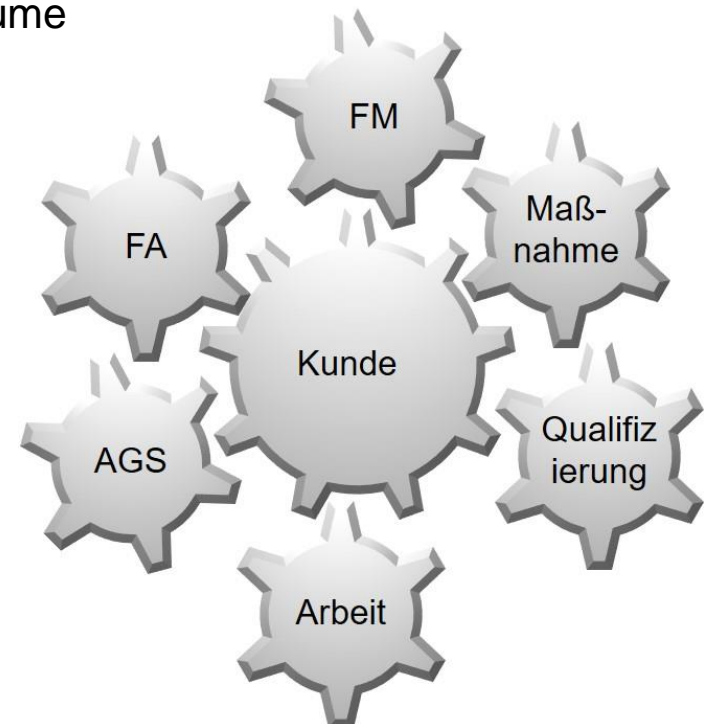 ume
FM
FA
Maß-
nahme
Kunde
AGS
Qualifiz
ierung
Arbeit